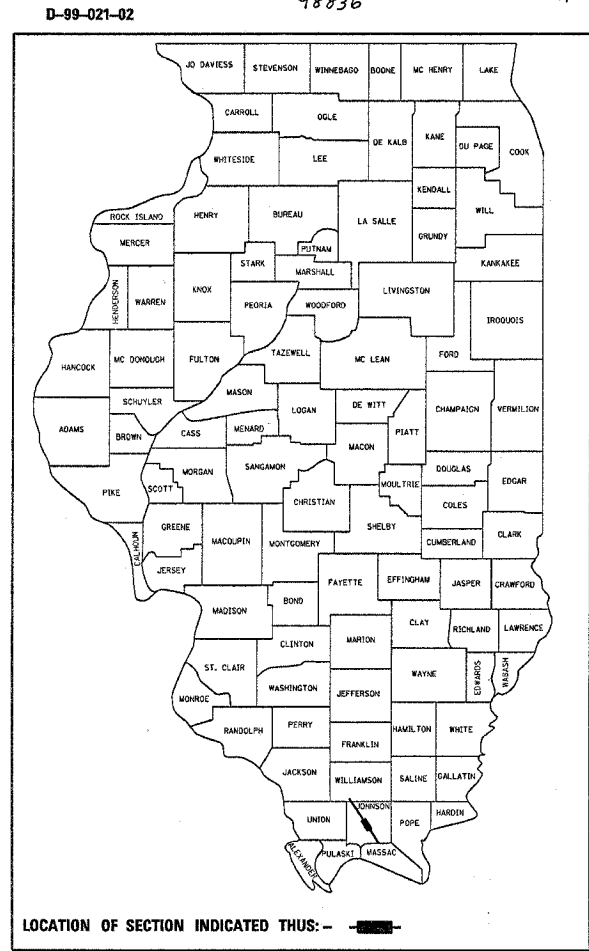 98836
D-99-021-02
JO DAVIESS STEVENSON WINNEBAGO BOONE MC HENRY LAKE
CARROLL OGLE
DE KALB KANE DU PAGE COOK
WHITESIDE LEE
KENDALL
ROCK ISLAND HENRY BUREAU LA SALLE WILL
GRUNDY
MERCER PUTNAM
STARK MARSHALL KANKAKEE
HENDERSON WARREN KNOX PEORIA WOODFORD LIVINGSTON IROQUOIS
HANCOCK MC DONOUGH FULTON TAZEWELL MC LEAN FORD
MASON
SCHUYLER LOGAN DE WITT CHAMPAIGN VERMILION
ADAMS BROWN CASS MENARD MACON PIATT
MORGAN SANGAMON DOUGLAS EDGAR
PIKE SCOTT CHRISTIAN MOULTRIE COLES
SHELBY
GREENE MACOUPIN MONTGOMERY CUMBERLAND CLARK
CALHOUN JERSEY FAYETTE EFFINGHAM JASPER CRAWFORD
MADISON BOND
CLAY RICHLAND LAWRENCE
CLINTON MARION
ST. CLAIR WAYNE EDWARDS WABASH
WASHINGTON JEFFERSON
MONROE
RANDOLPH PERRY HAMILTON WHITE
FRANKLIN
JACKSON WILLIAMSON SALINE GALLATIN
UNION JOHNSON POPE HARDIN
ALEXANDER PULASKI MASSAC
LOCATION OF SECTION INDICATED THUS: -